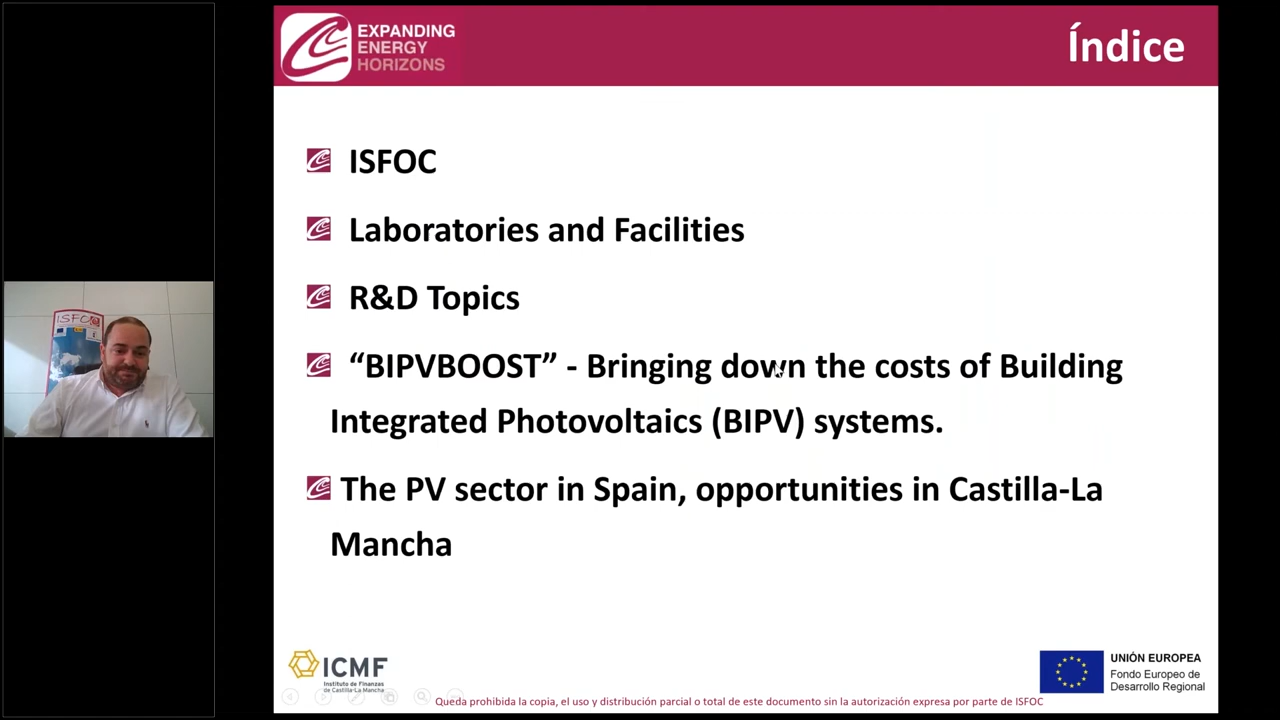 EXPANDING
ENERGY
HORIZONS
Índice
ISFOC
Laboratories and Facilities
R&D Topics
“BIPVBOOST” - Bringing down the costs of Building
Integrated Photovoltaics (BIPV) systems.
The PV sector in Spain, opportunities in Castilla-La
Mancha
ISFOC
ICMF
Instituto de Finanzas
de Castilla-La Mancha
UNIÓN EUROPEA
Fondo Europeo de
Desarrollo Regional
Queda prohibida la copia, el uso y distribución parcial o total de este documento sin la autorización expresa por parte de ISFOC